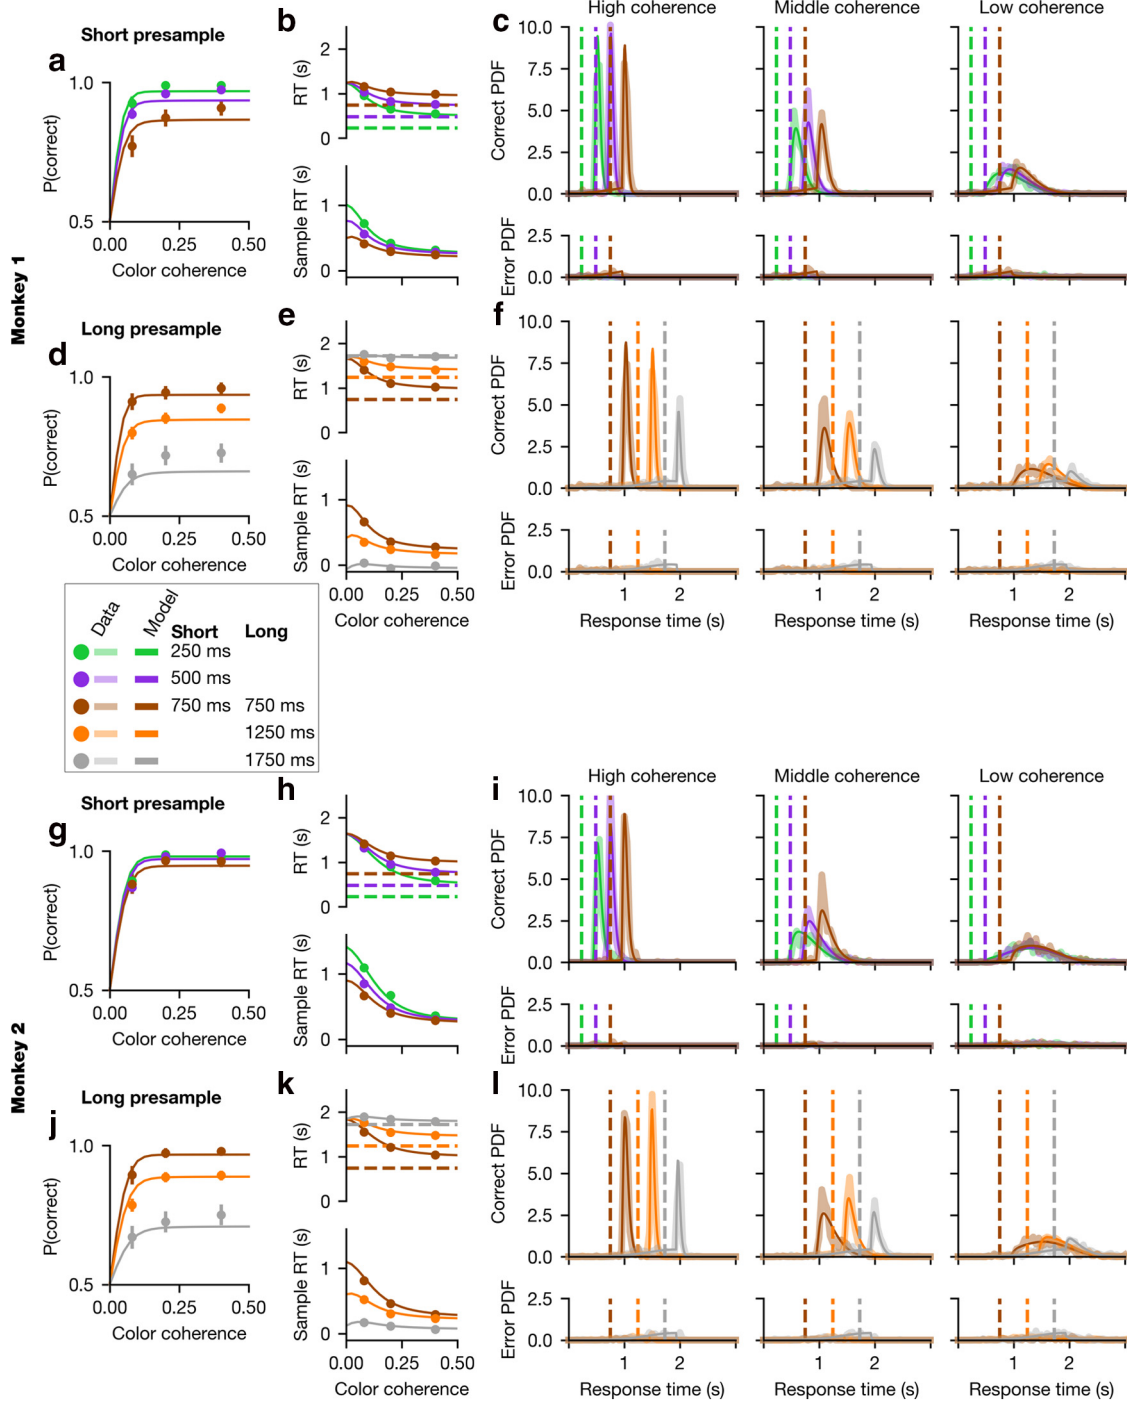 High coherence
Middle coherence
Low coherence
Short presample
a
b
c
1.0
0.5
P(correct)
0.00
0.25
0.50
Color coherence
2
1
0
RT (s)
1
0
Sample RT (s)
10.0
7.5
5.0
2.5
0.0
Correct PDF
2.5
0.0
Error PDF
Monkey 1
Long presample
d
e
f
1.0
0.5
P(correct)
0.00
0.25
0.50
Color coherence
2
1
0
RT (s)
1
0
Sample RT (s)
0.00
0.25
0.50
Color coherence
10.0
7.5
5.0
2.5
0.0
Correct PDF
2.5
0.0
Error PDF
1
2
1
2
1
2
Response time (s)
Response time (s)
Response time (s)
Data
Model
Short
Long
250 ms
500 ms
750 ms
750 ms
1250 ms
1750 ms
High coherence
Middle coherence
Low coherence
Short presample
g
h
i
1.0
0.5
P(correct)
0.00
0.25
0.50
Color coherence
2
1
0
RT (s)
1
0
Sample RT (s)
10.0
7.5
5.0
2.5
0.0
Correct PDF
2.5
0.0
Error PDF
Monkey 2
Long presample
j
k
l
1.0
0.5
P(correct)
0.00
0.25
0.50
Color coherence
2
1
0
RT (s)
1
0
Sample RT (s)
0.00
0.25
0.50
Color coherence
10.0
7.5
5.0
2.5
0.0
Correct PDF
2.5
0.0
Error PDF
1
2
1
2
1
2
Response time (s)
Response time (s)
Response time (s)